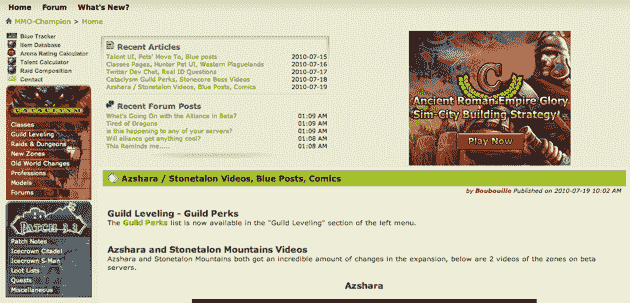 Home Forum What's New?
MMO-Champion > Home
Blue Tracker
Item Database
Arena Rating Calculator
Talent Calculator
Raid Composition
Contact
CATACLYSM
Classes
Guild Leveling
Raids & Dungeons
New Zones
Old World Changes
Professions
Models
Forums
PATCH 3.3
Patch Notes
Icecrown Citadel
Icecrown 5-Man
Loot Lists
Quests
Miscellaneous
Recent Articles
Talent UI, Pets' Move To, Blue posts 2010-07-15
Classes Pages, Hunter Pet UI, Western Plaguelands 2010-07-16
Twitter Dev Chat, Real ID Questions 2010-07-17
Cataclysm Guild Perks, Stonecore Boss Videos 2010-07-18
Azshara / Stonetalon Videos, Blue Posts, Comics 2010-07-19
Recent Forum Posts
What's Going On with the Alliance in Beta? 01:09 AM
Tired of Dragons 01:09 AM
is this happening to any of your servers? 01:09 AM
Will alliance get anything cool? 01:08 AM
This Reminds me..... 01:08 AM
C
Ancient Roman Empire Glory
Sim-City Building Strategy!
Play Now
Azshara / Stonetalon Videos, Blue Posts, Comics
by Boubouille Published on 2010-07-19 10:02 AM
Guild Leveling - Guild Perks
The Guild Perks list is now available in the "Guild Leveling" section of the left menu.
Azshara and Stonetalon Mountains Videos
Azshara and Stonetalon Mountains both got an incredible amount of changes in the expansion, below are 2 videos of the zones on beta
servers.
Azshara